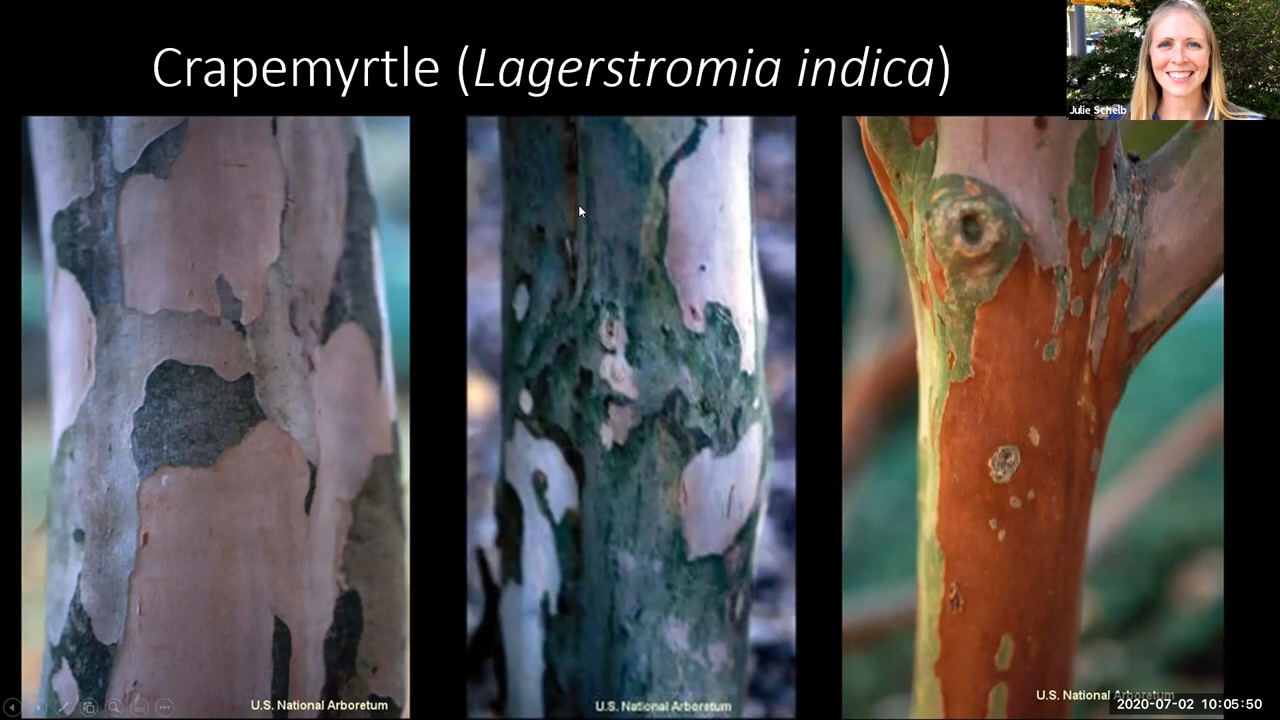 Crapemyrtle (Lagerstromia indica)
Julie Schelb
U.S. National Arboretum
U.S. National Arboretum
U.S. National Arboretum
2020-07-02 10:05:50